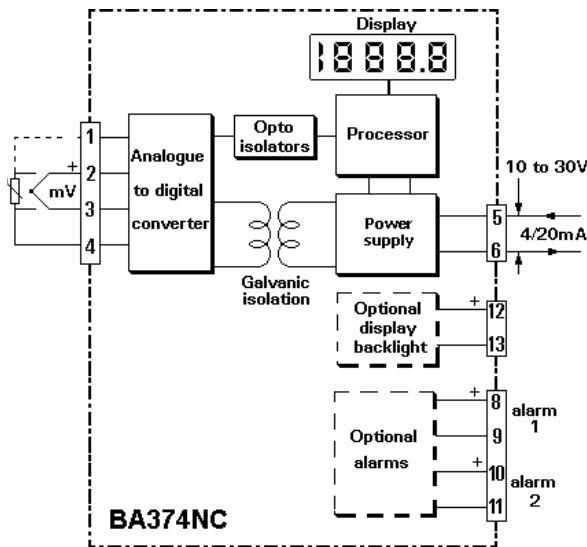 Display
18888.8
1
2
3
4
+
mV
Analogue
to digital
converter
Opto
isolators
Processor
Galvanic
isolation
Power
supply
10 to 30V
5
4/20mA
6
Optional
display
backlight
+
12
13
Optional
alarms
+
8
9
alarm
1
+
10
11
alarm
2
BA374NC